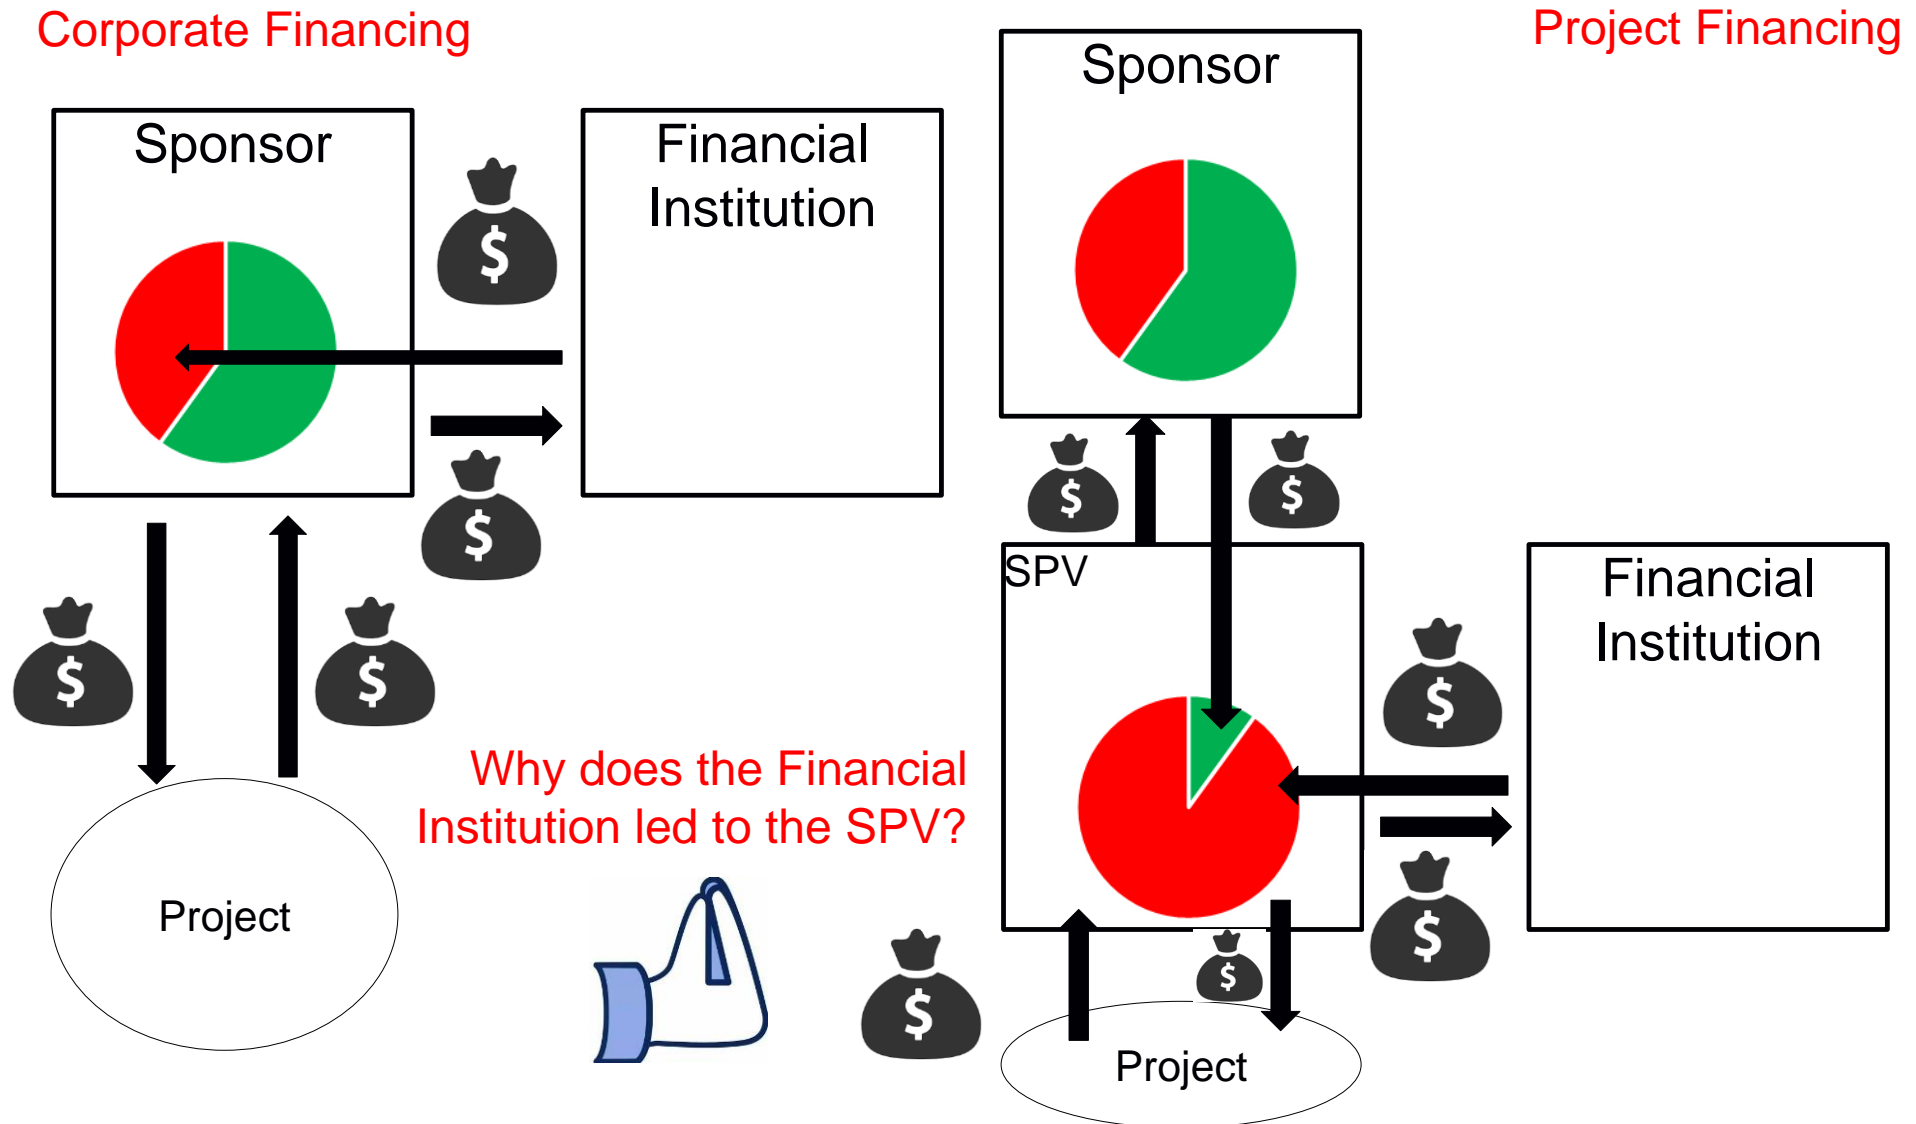 Corporate Financing
Project Financing
Sponsor
Financial
Institution
$
$
$
$
Project
Why does the Financial
Institution led to the SPV?
Sponsor
$
$
SPV
Financial
Institution
$
$
$
$
Project